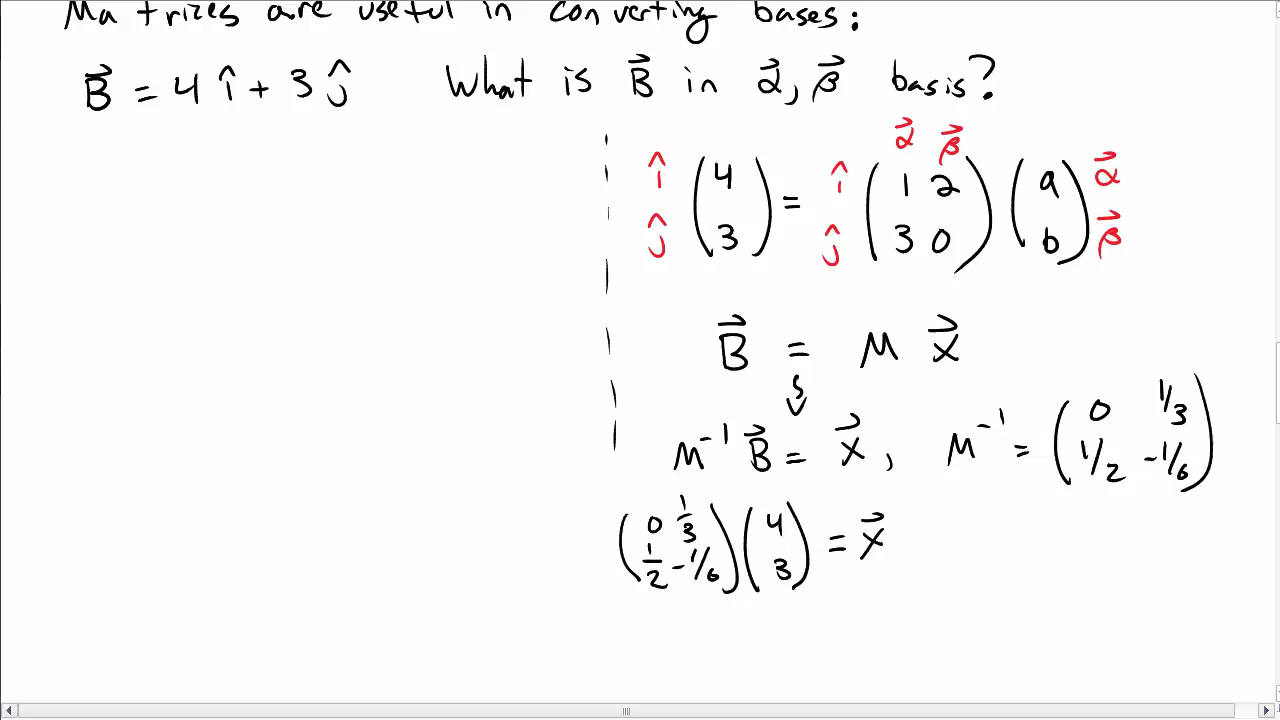 Matrizes are useful in converting bases:
B⃗ = 4 î + 3 ĵ What is B⃗ in α⃗, β⃗ basis?
α⃗ β⃗
î ( 4 ) = î ( 1 2 ) ( a ) α⃗
ĵ ( 3 ) ĵ ( 3 0 ) ( b ) β⃗
B⃗ = M x⃗
M⁻¹ B⃗ = x⃗ , M⁻¹ = ( 0 1/3 ; 1/2 -1/6 )
( 0 1/3 ; 1/2 -1/6 ) ( 4 ; 3 ) = x⃗